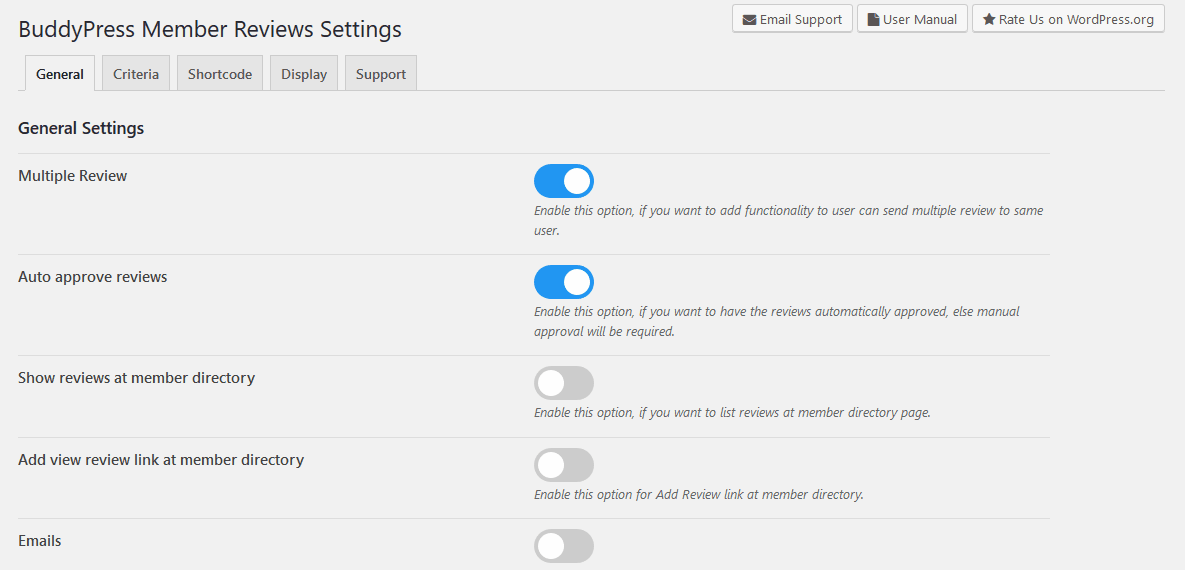 BuddyPress Member Reviews Settings
Email Support
User Manual
Rate Us on WordPress.org
General
Criteria
Shortcode
Display
Support
General Settings
Multiple Review
Enable this option, if you want to add functionality to user can send multiple review to same
user.
Auto approve reviews
Enable this option, if you want to have the reviews automatically approved, else manual
approval will be required.
Show reviews at member directory
Enable this option, if you want to list reviews at member directory page.
Add view review link at member directory
Enable this option for Add Review link at member directory.
Emails